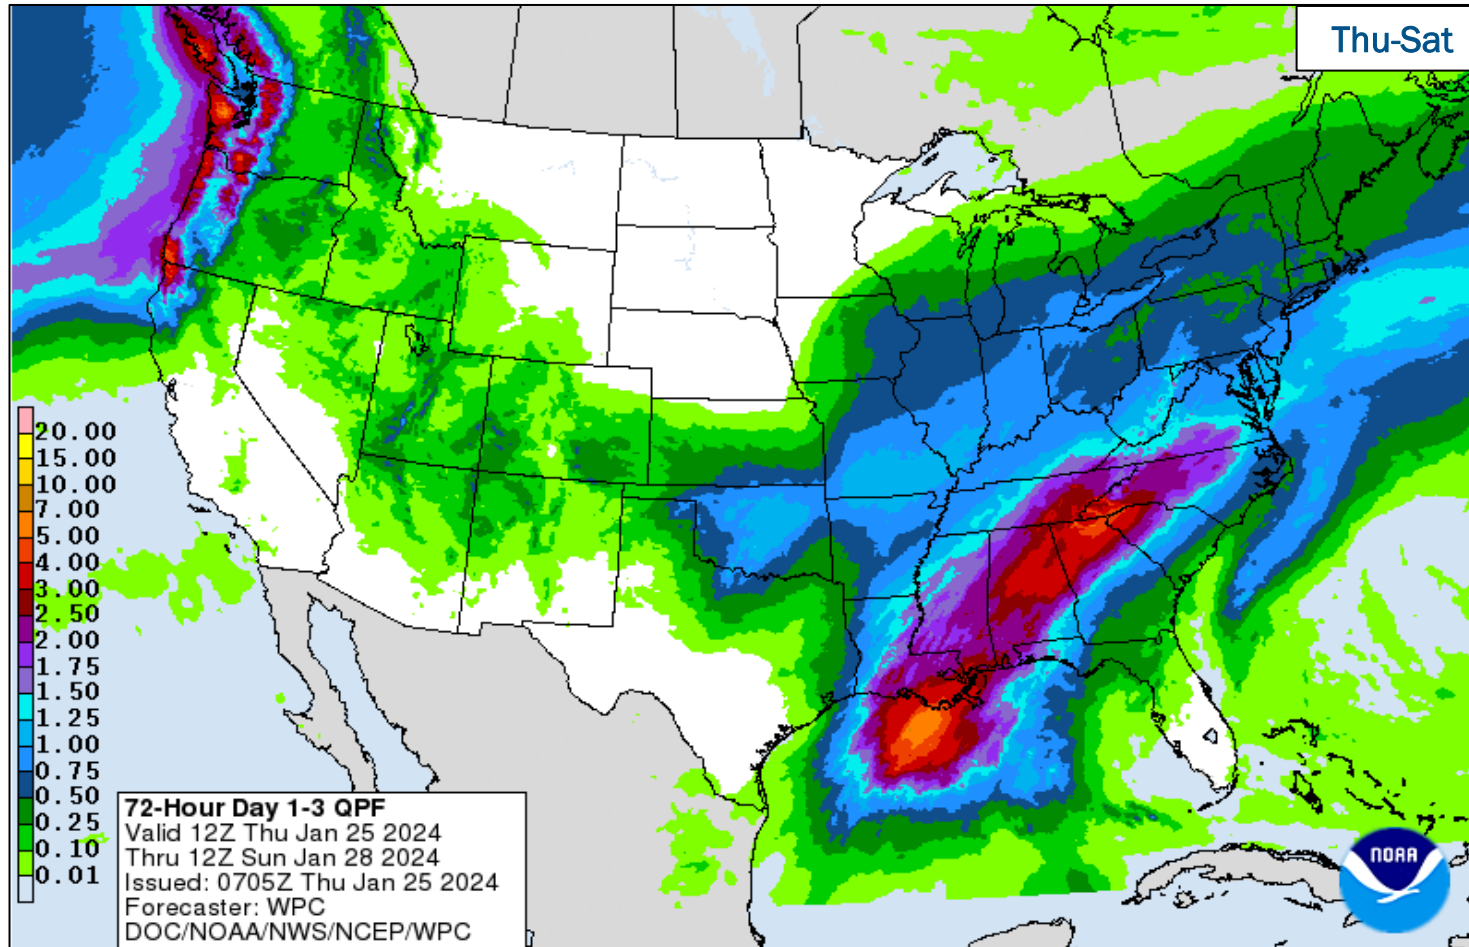 Thu-Sat
20.00
15.00
10.00
7.00
5.00
4.00
3.00
2.50
2.00
1.75
1.50
1.25
1.00
0.75
0.50
0.25
0.10
0.01
72-Hour Day 1-3 QPF
Valid 12Z Thu Jan 25 2024
Thru 12Z Sun Jan 28 2024
Issued: 0705Z Thu Jan 25 2024
Forecaster: WPC
DOC/NOAA/NWS/NCEP/WPC
NOAA